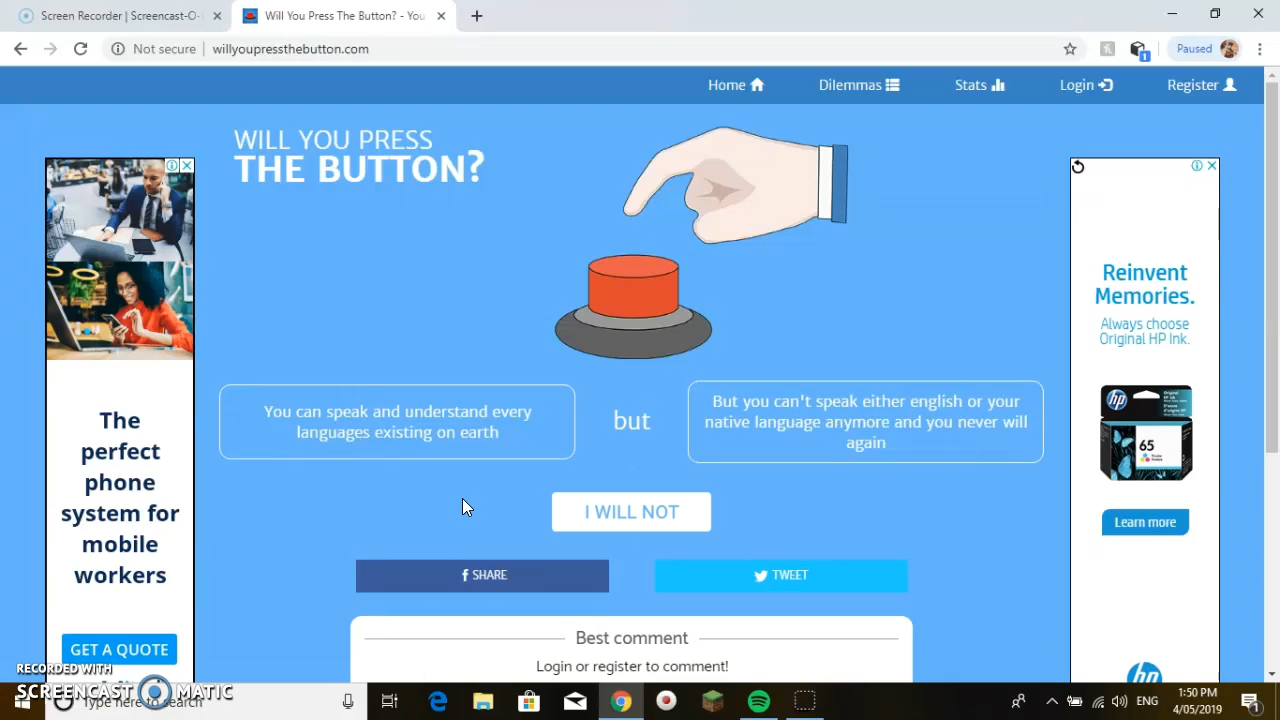 Screen Recorder | Screencast-O-
Will You Press The Button? - You
Not secure
willyoupressthebutton.com
Paused
1
Home
Dilemmas
Stats
Login
Register
WILL YOU PRESS
THE BUTTON?
You can speak and understand every
languages existing on earth
but
But you can't speak either english or your
native language anymore and you never will
again
I WILL NOT
f SHARE
TWEET
Best comment
Login or register to comment!
The
perfect
phone
system for
mobile
workers
GET A QUOTE
Reinvent
Memories.
Always choose
Original HP Ink.
hp
65
Learn more
hp
RECORDED WITH
SCREENCAST MATIC
Type here to search
ENG
1:50 PM
4/05/2019
1